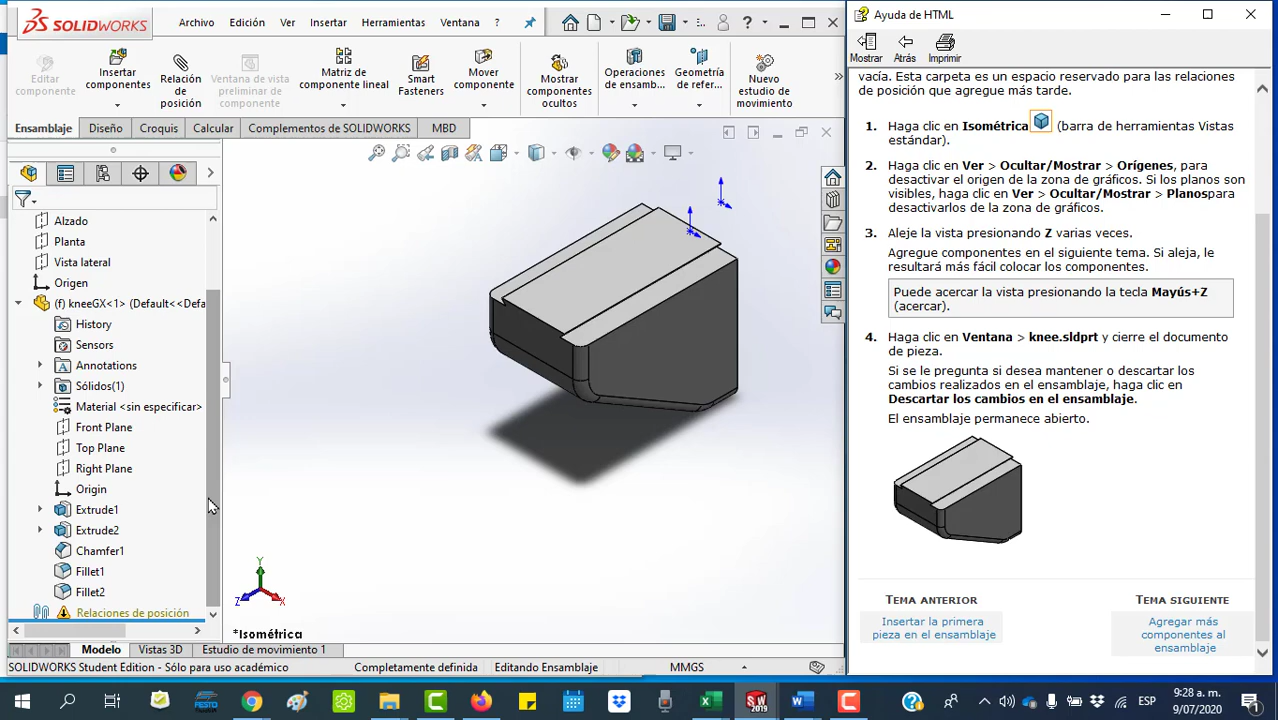 SOLIDWORKS
Archivo Edición Ver Insertar Herramientas Ventana ?
Editar componente
Insertar componentes
Relación de posición
Ventana de vista preliminar de componente
Matriz de componente lineal
Smart Fasteners
Mover componente
Mostrar componentes ocultos
Operaciones de ensamb...
Geometría de refer...
Nuevo estudio de movimiento
Ensamblaje Diseño Croquis Calcular Complementos de SOLIDWORKS MBD
Alzado
Planta
Vista lateral
Origen
(f) kneeGX<1> (Default<<Defa
History
Sensors
Annotations
Sólidos(1)
Material <sin especificar>
Front Plane
Top Plane
Right Plane
Origin
Extrude1
Extrude2
Chamfer1
Fillet1
Fillet2
Relaciones de posición
Y
Z
X
*Isométrica
Modelo Vistas 3D Estudio de movimiento 1
SOLIDWORKS Student Edition - Sólo para uso académico Completamente definida Editando Ensamblaje MMGS
Ayuda de HTML
Mostrar Atrás Imprimir
vacía. Esta carpeta es un espacio reservado para las relaciones
de posición que agregue más tarde.
1. Haga clic en Isométrica (barra de herramientas Vistas
estándar).
2. Haga clic en Ver > Ocultar/Mostrar > Orígenes, para
desactivar el origen de la zona de gráficos. Si los planos son
visibles, haga clic en Ver > Ocultar/Mostrar > Planospara
desactivarlos de la zona de gráficos.
3. Aleje la vista presionando Z varias veces.
Agregue componentes en el siguiente tema. Si aleja, le
resultará más fácil colocar los componentes.
Puede acercar la vista presionando la tecla Mayús+Z
(acercar).
4. Haga clic en Ventana > knee.sldprt y cierre el documento
de pieza.
Si se le pregunta si desea mantener o descartar los
cambios realizados en el ensamblaje, haga clic en
Descartar los cambios en el ensamblaje.
El ensamblaje permanece abierto.
TEMA ANTERIOR
Insertar la primera
pieza en el ensamblaje
TEMA SIGUIENTE
Agregar más
componentes al
ensamblaje
FESTO
SW
2019
ESP
9:28 a. m.
9/07/2020